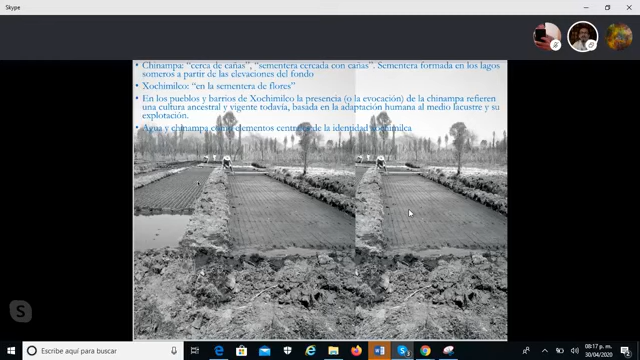 Skype
• Chinampa: “cerca de cañas”, “sementera cercada con cañas”. Sementera formada en los lagos
someros a partir de las elevaciones del fondo
• Xochimilco: “en la sementera de flores”
• En los pueblos y barrios de Xochimilco la presencia (o la evocación) de la chinampa refieren
una cultura ancestral y vigente todavía, basada en la adaptación humana al medio lacustre y su
explotación.
• Agua y chinampa como elementos centrales de la identidad xochimilca
Escribe aquí para buscar
08:17 p. m.
30/04/2020